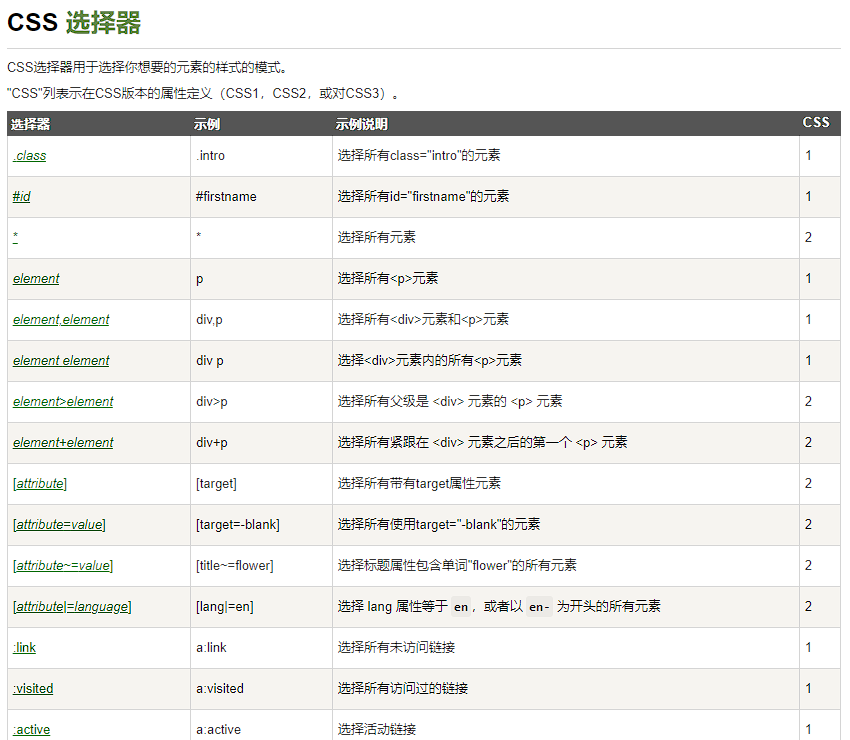 CSS 选择器
CSS选择器用于选择你想要的元素的样式的模式。
"CSS"列表示在CSS版本的属性定义（CSS1，CSS2，或对CSS3）。
选择器 示例 示例说明 CSS
.class .intro 选择所有class="intro"的元素 1
#id #firstname 选择所有id="firstname"的元素 1
* * 选择所有元素 2
element p 选择所有<p>元素 1
element,element div,p 选择所有<div>元素和<p>元素 1
element element div p 选择<div>元素内的所有<p>元素 1
element>element div>p 选择所有父级是 <div> 元素的 <p> 元素 2
element+element div+p 选择所有紧跟在 <div> 元素之后的第一个 <p> 元素 2
[attribute] [target] 选择所有带有target属性元素 2
[attribute=value] [target=-blank] 选择所有使用target="-blank"的元素 2
[attribute~=value] [title~=flower] 选择标题属性包含单词"flower"的所有元素 2
[attribute|=language] [lang|=en] 选择 lang 属性等于 en，或者以 en- 为开头的所有元素 2
:link a:link 选择所有未访问链接 1
:visited a:visited 选择所有访问过的链接 1
:active a:active 选择活动链接 1